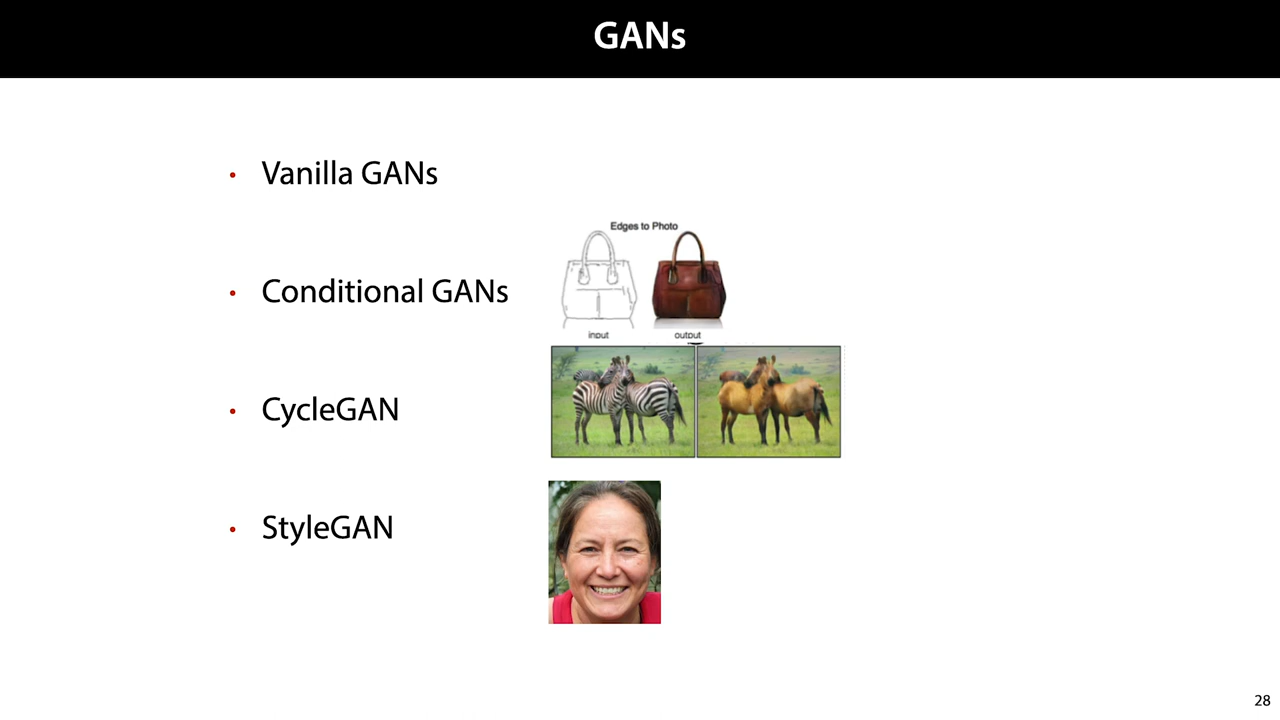 GANs
• Vanilla GANs
Edges to Photo
• Conditional GANs
input output
• CycleGAN
• StyleGAN
28